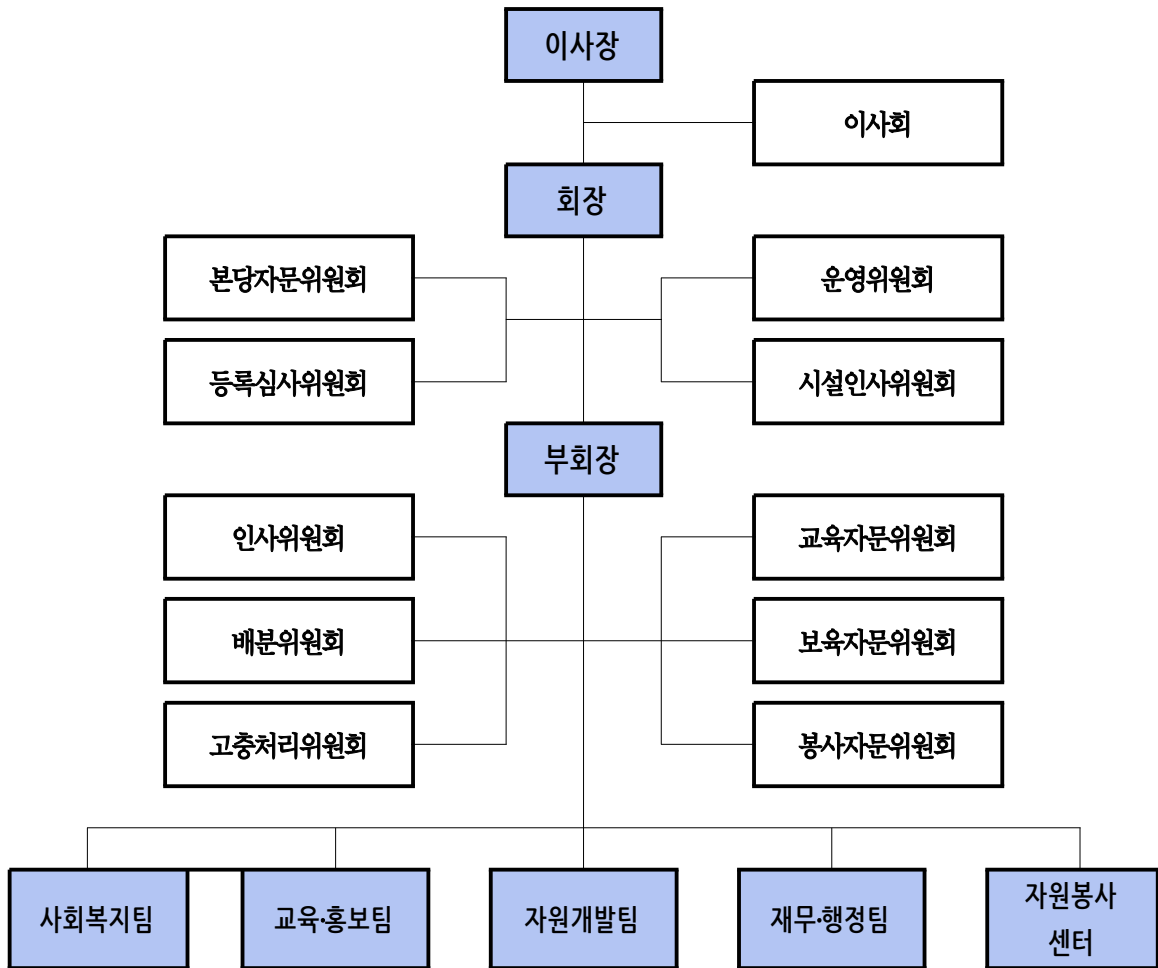 이사장
이사회
회장
본당자문위원회
운영위원회
등록심사위원회
시설인사위원회
부회장
인사위원회
교육자문위원회
배분위원회
보육자문위원회
고충처리위원회
봉사자문위원회
사회복지팀
교육·홍보팀
자원개발팀
재무·행정팀
자원봉사
센터